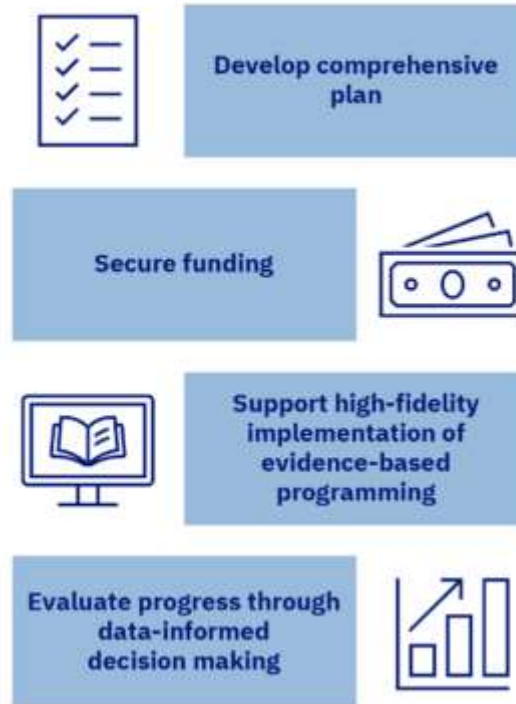 Develop comprehensive
plan
Secure funding
Support high-fidelity
implementation of
evidence-based
programming
Evaluate progress through
data-informed
decision making